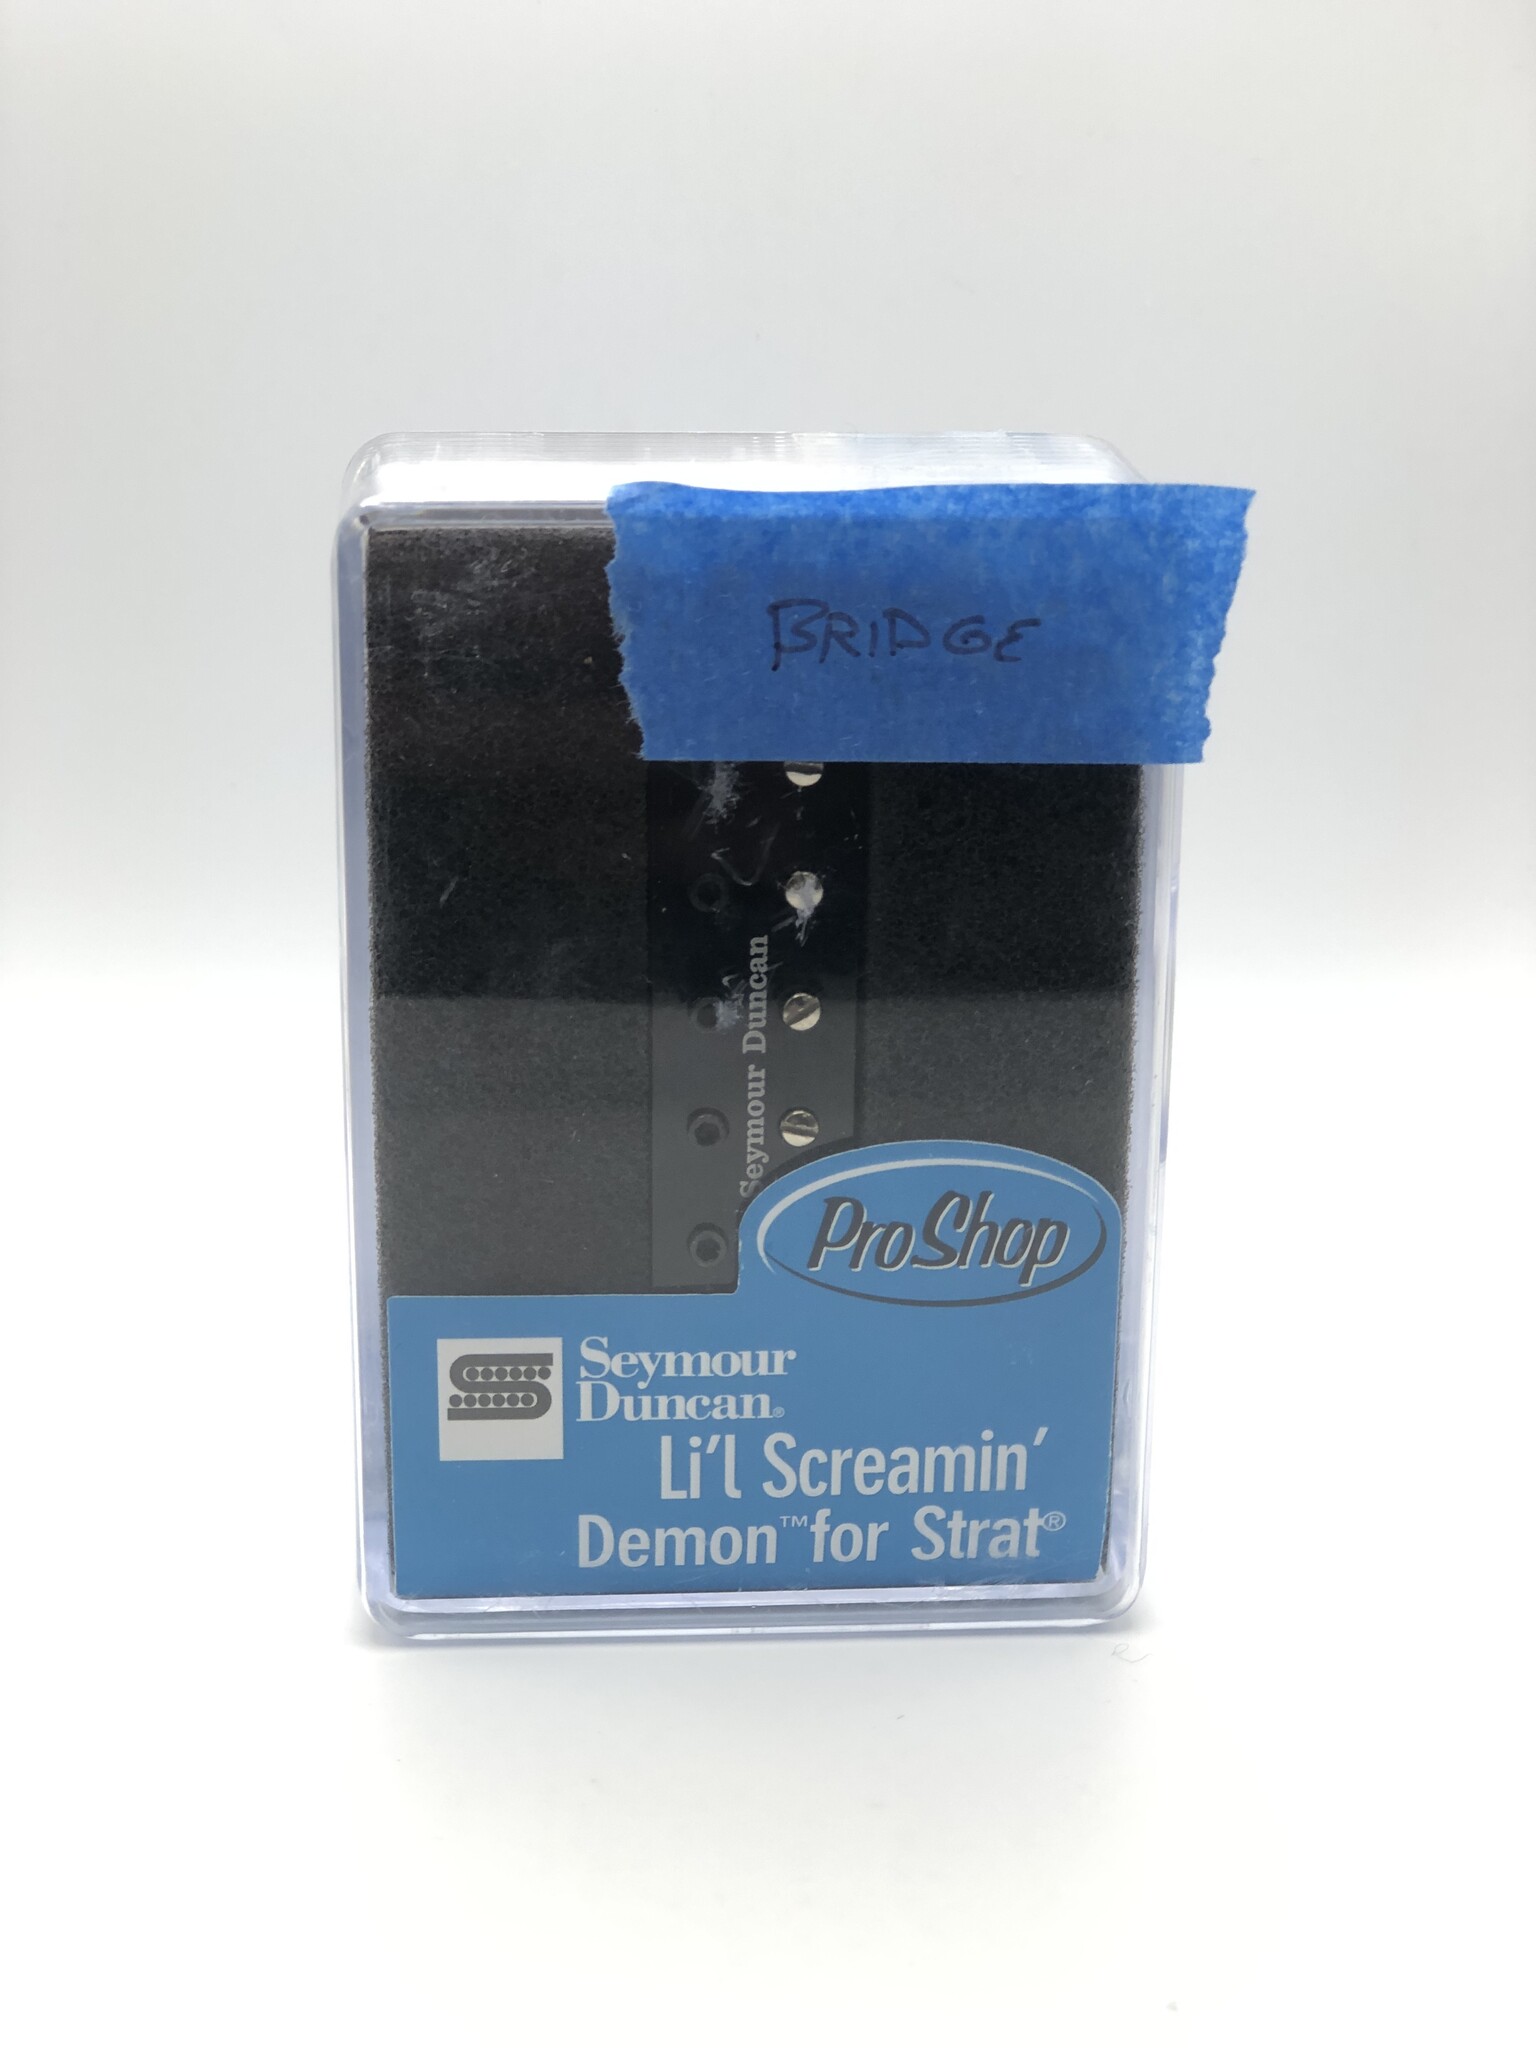 BRIDGE
Seymour Duncan
ProShop
Seymour
Duncan®
Li'l Screamin'
Demon™ for Strat®